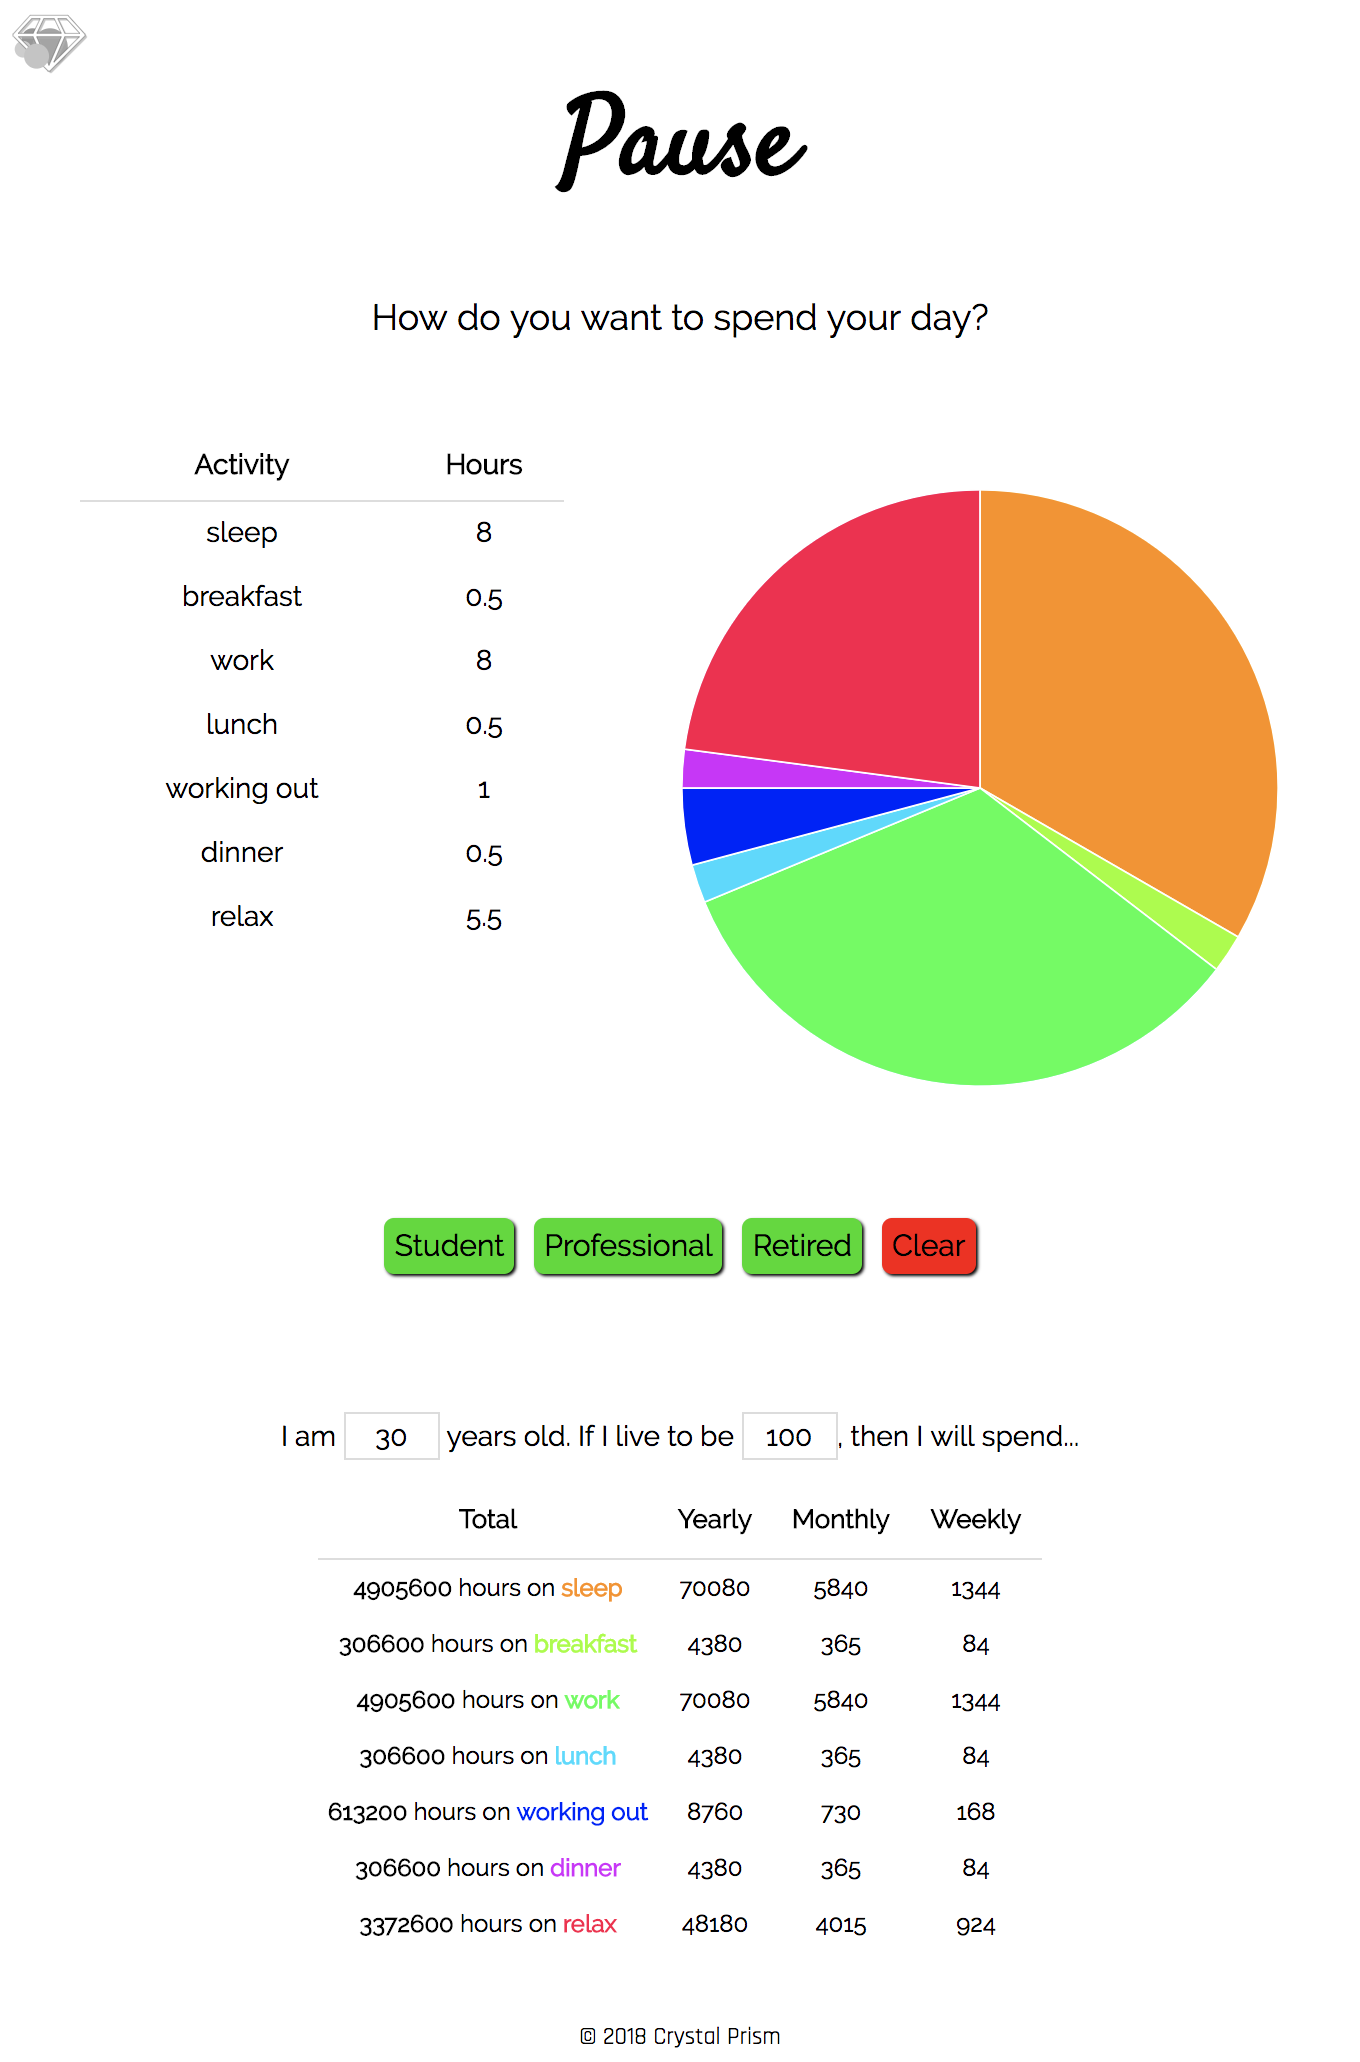 Pause
How do you want to spend your day?
Activity Hours
sleep 8
breakfast 0.5
work 8
lunch 0.5
working out 1
dinner 0.5
relax 5.5
Student Professional Retired Clear
I am 30 years old. If I live to be 100, then I will spend...
Total Yearly Monthly Weekly
4905600 hours on sleep 70080 5840 1344
306600 hours on breakfast 4380 365 84
4905600 hours on work 70080 5840 1344
306600 hours on lunch 4380 365 84
613200 hours on working out 8760 730 168
306600 hours on dinner 4380 365 84
3372600 hours on relax 48180 4015 924
© 2018 Crystal Prism